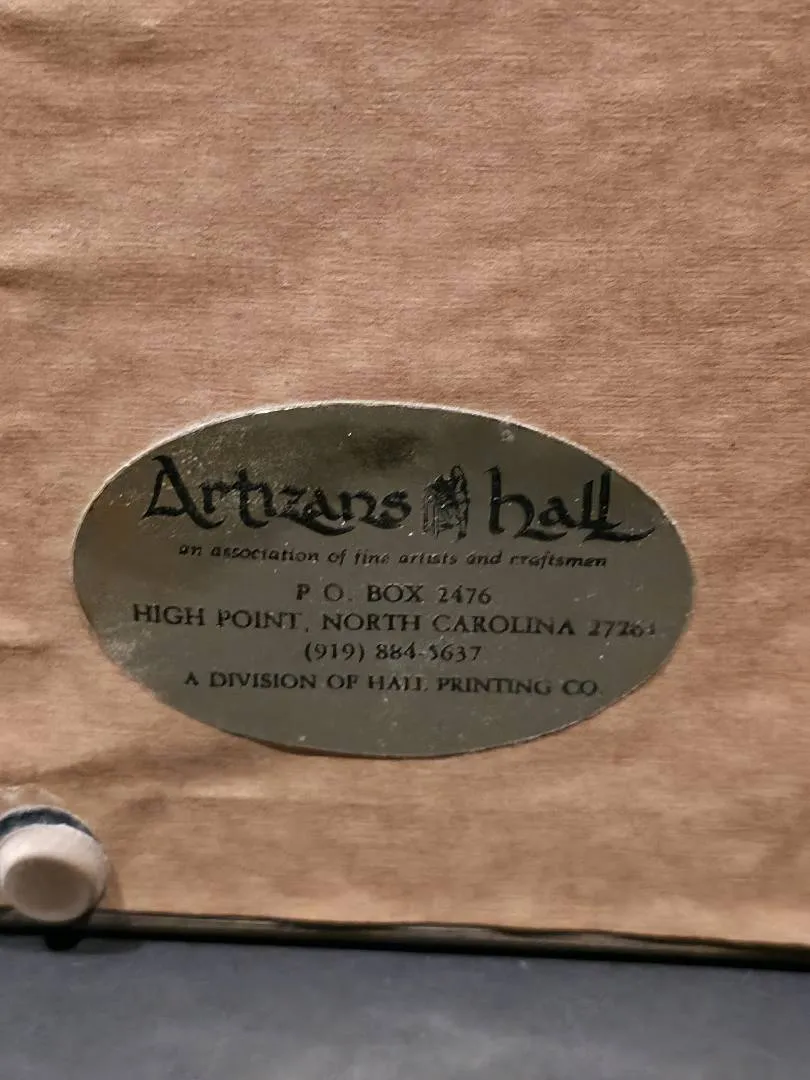 Artizans hall
an association of fine artists and craftsmen
P.O. BOX 2476
HIGH POINT, NORTH CAROLINA 27261
(919) 884-5637
A DIVISION OF HALL PRINTING CO.